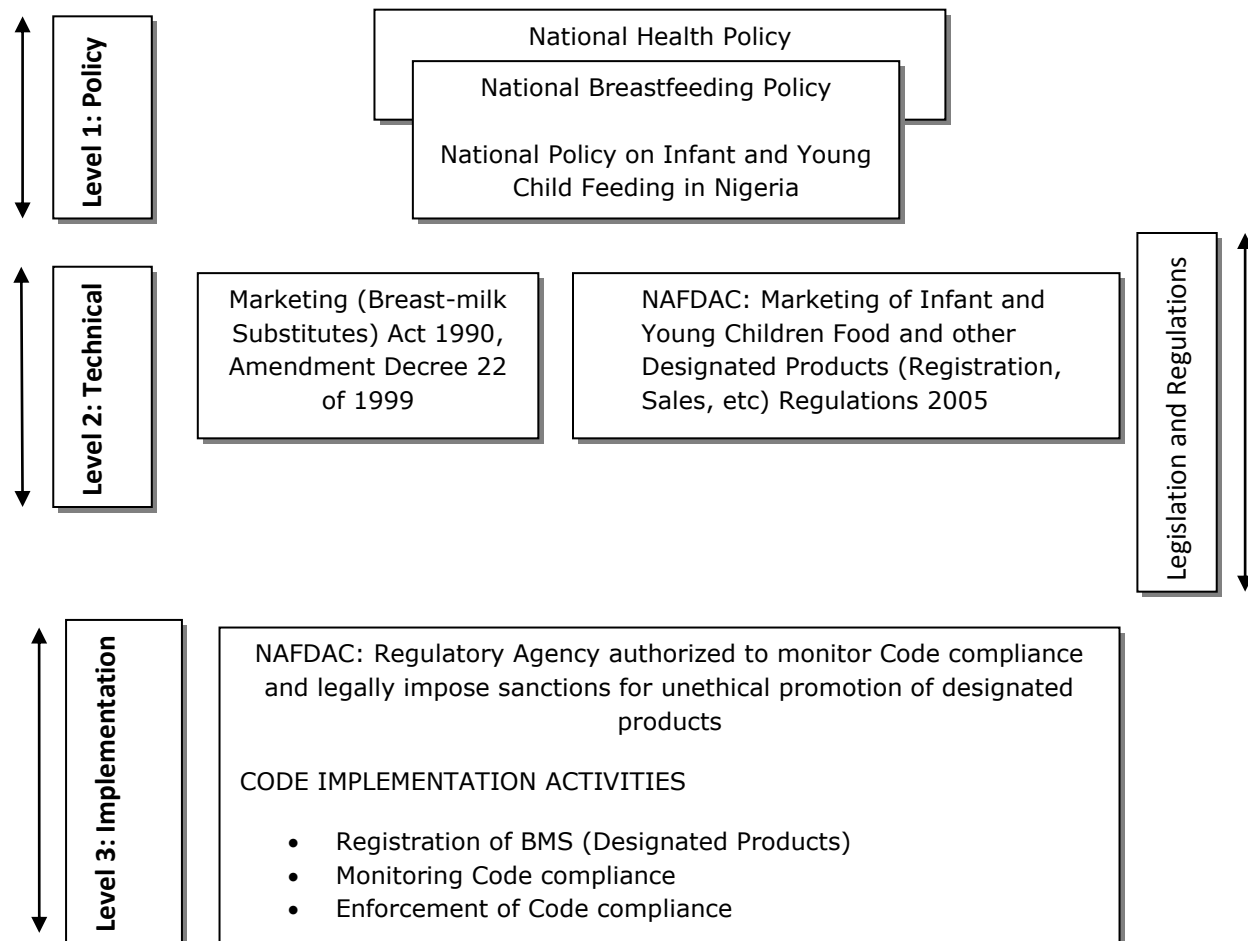 Level 1: Policy
National Health Policy
National Breastfeeding Policy
National Policy on Infant and Young
Child Feeding in Nigeria
Level 2: Technical
Marketing (Breast-milk
Substitutes) Act 1990,
Amendment Decree 22
of 1999
NAFDAC: Marketing of Infant and
Young Children Food and other
Designated Products (Registration,
Sales, etc) Regulations 2005
Legislation and Regulations
Level 3: Implementation
NAFDAC: Regulatory Agency authorized to monitor Code compliance
and legally impose sanctions for unethical promotion of designated
products
CODE IMPLEMENTATION ACTIVITIES
• Registration of BMS (Designated Products)
• Monitoring Code compliance
• Enforcement of Code compliance